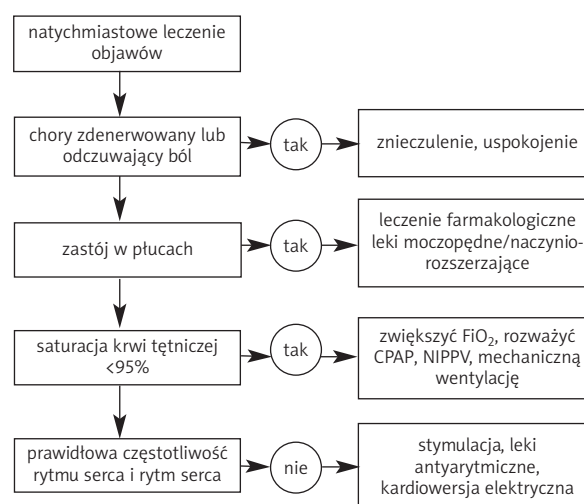 natychmiastowe leczenie
objawów
chory zdenerwowany lub
odczuwający ból
tak
znieczulenie, uspokojenie
zastój w płucach
tak
leczenie farmakologiczne
leki moczopędne/naczynio-
rozszerzające
saturacja krwi tętniczej
<95%
tak
zwiększyć FiO₂, rozważyć
CPAP, NIPPV, mechaniczną
wentylację
prawidłowa częstotliwość
rytmu serca i rytm serca
nie
stymulacja, leki
antyarytmiczne,
kardiowersja elektryczna